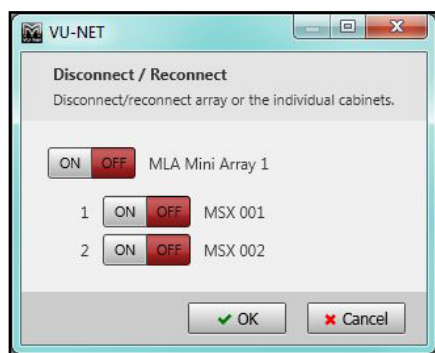 VU-NET
Disconnect / Reconnect
Disconnect/reconnect array or the individual cabinets.
ON OFF MLA Mini Array 1
1 ON OFF MSX 001
2 ON OFF MSX 002
OK Cancel